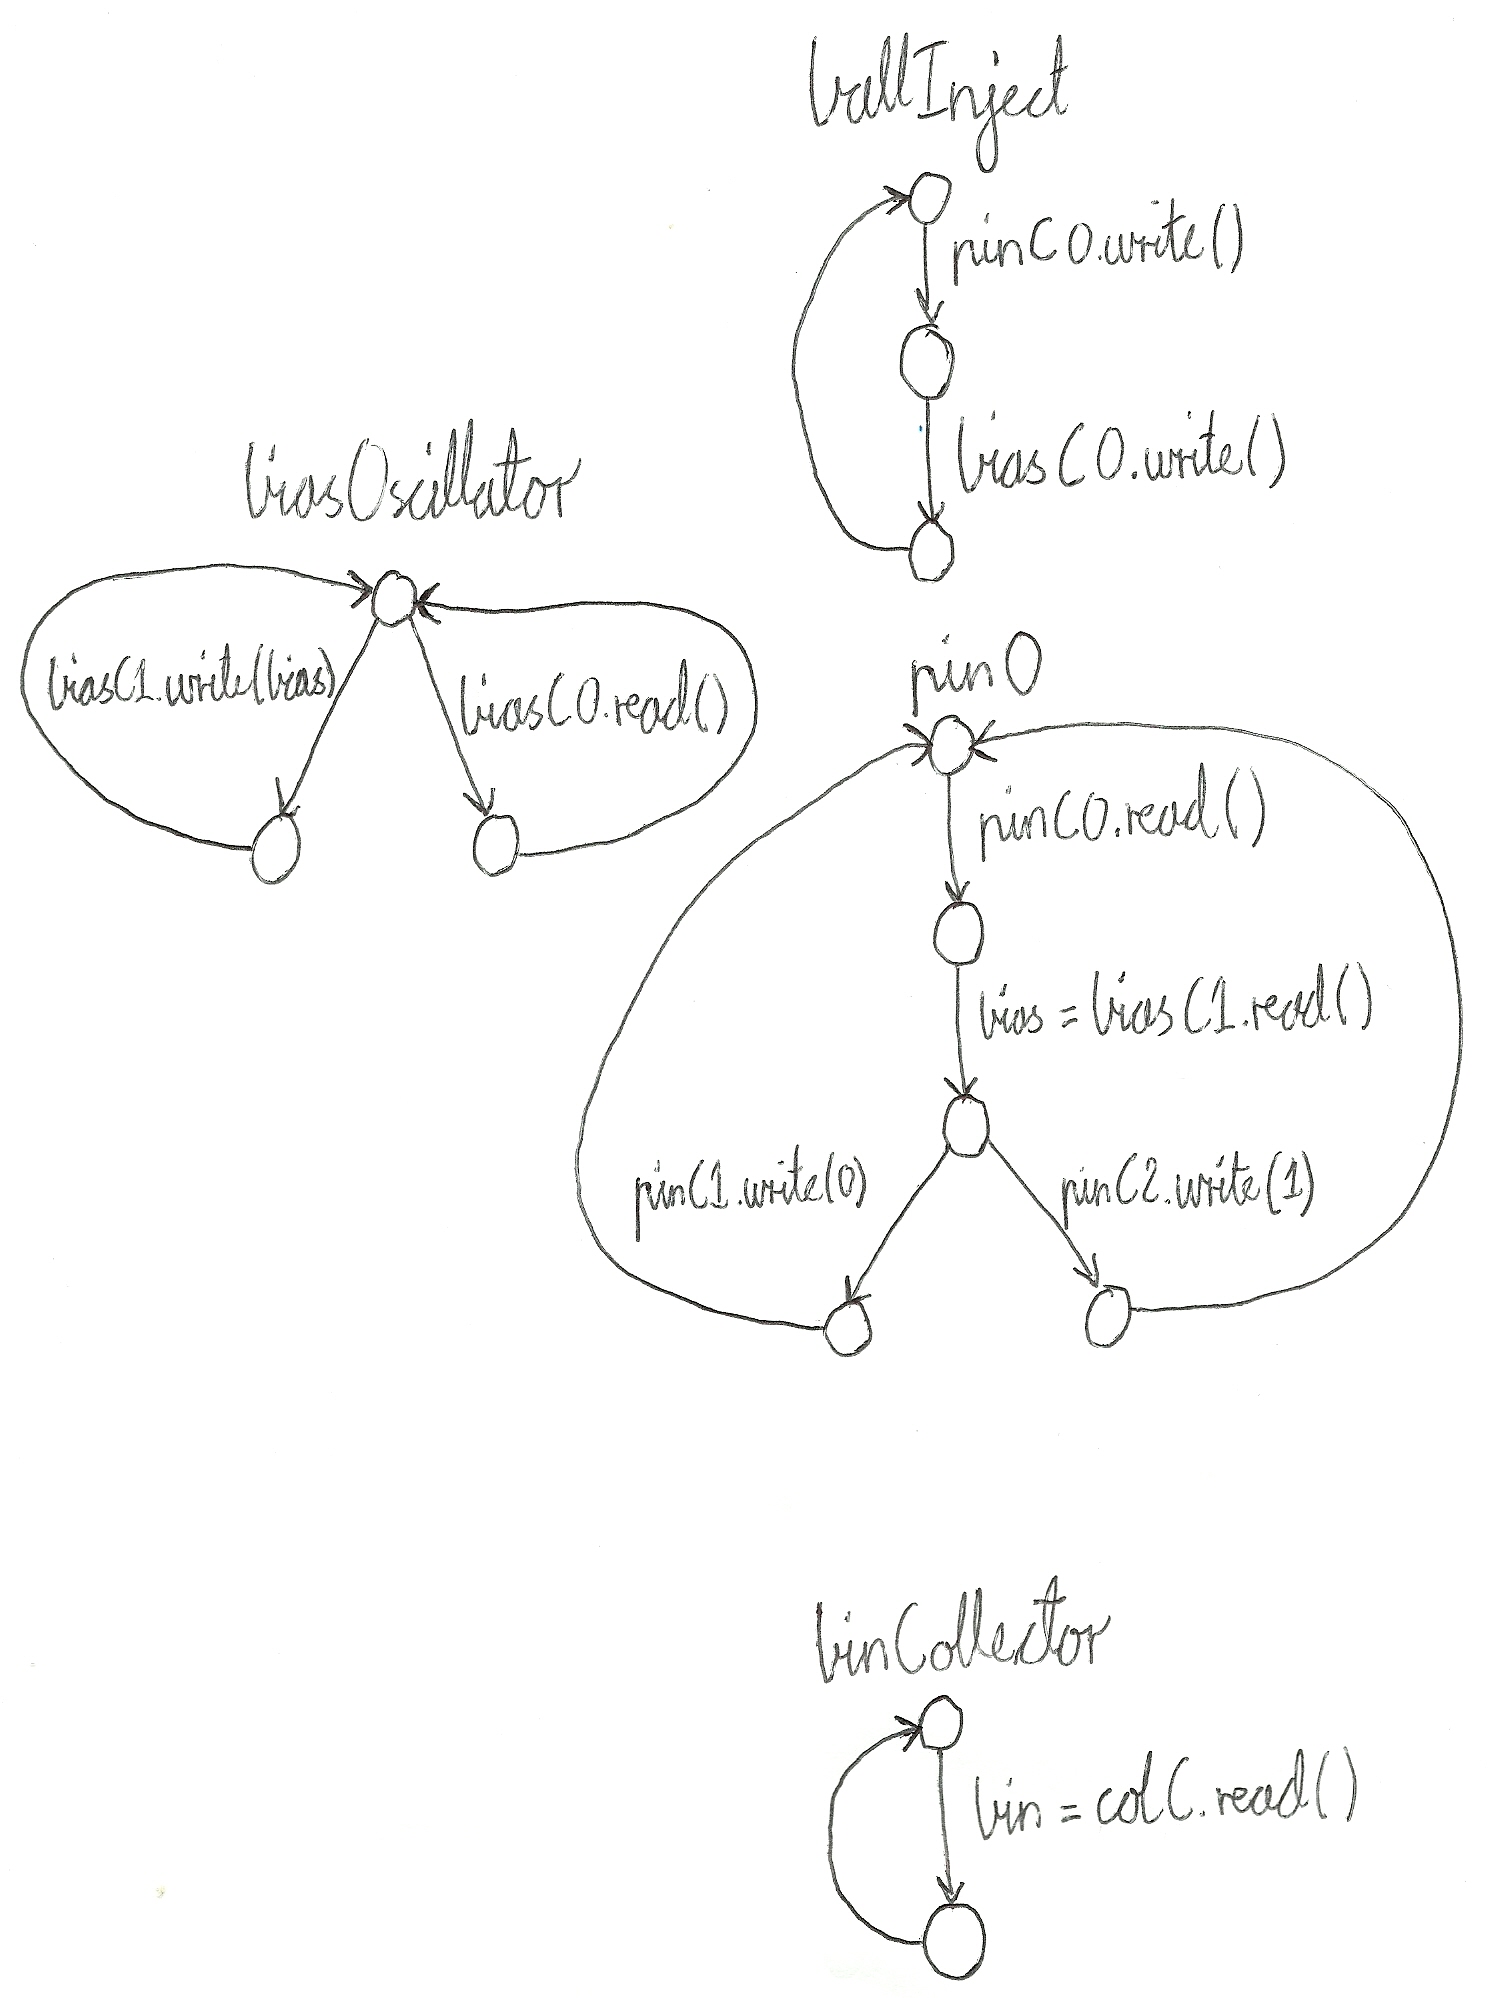 ballInject
pinC0.write()
biasC0.write()
biasOscillator
biasC1.write(bias)
biasC0.read()
pin0
pinC0.read()
bias = biasC1.read()
pinC1.write(0)
pinC2.write(1)
binCollector
bin = colC.read()